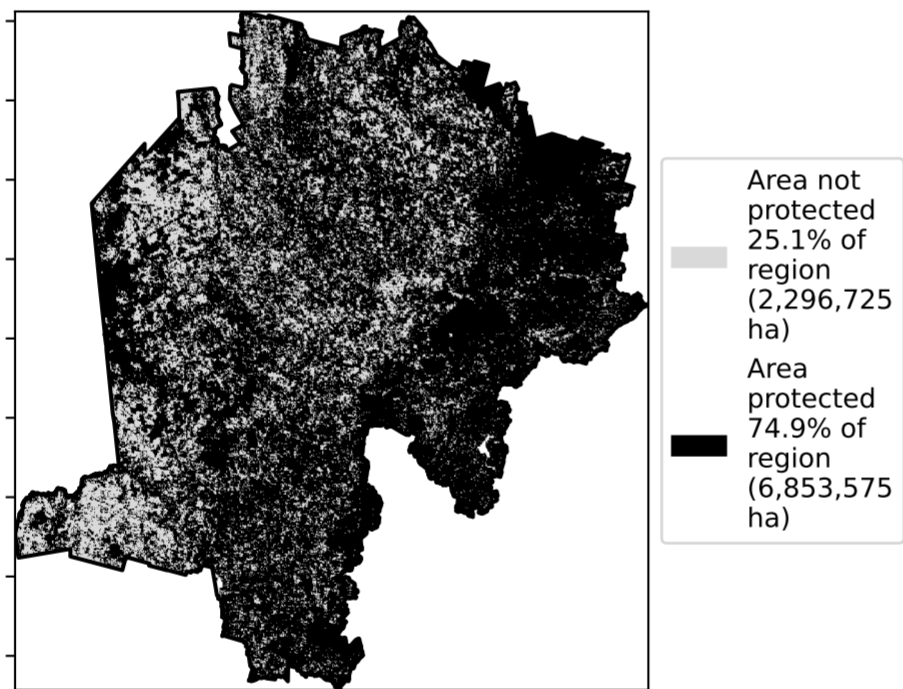 Area not
protected
25.1% of
region
(2,296,725
ha)
Area
protected
74.9% of
region
(6,853,575
ha)